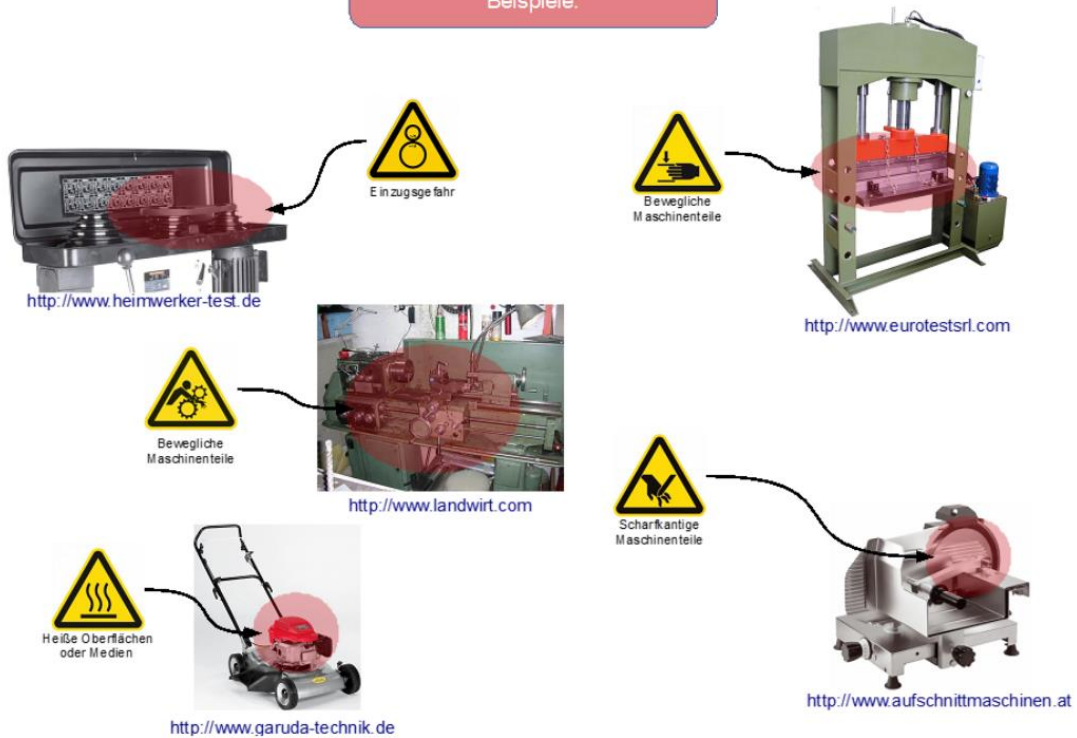 Beispiele:
Einzugsgefahr
Bewegliche
Maschinenteile
http://www.heimwerker-test.de
http://www.eurotestsrl.com
Bewegliche
Maschinenteile
http://www.landwirt.com
Scharfkantige
Maschinenteile
Heiße Oberflächen
oder Medien
http://www.aufschnittmaschinen.at
http://www.garuda-technik.de